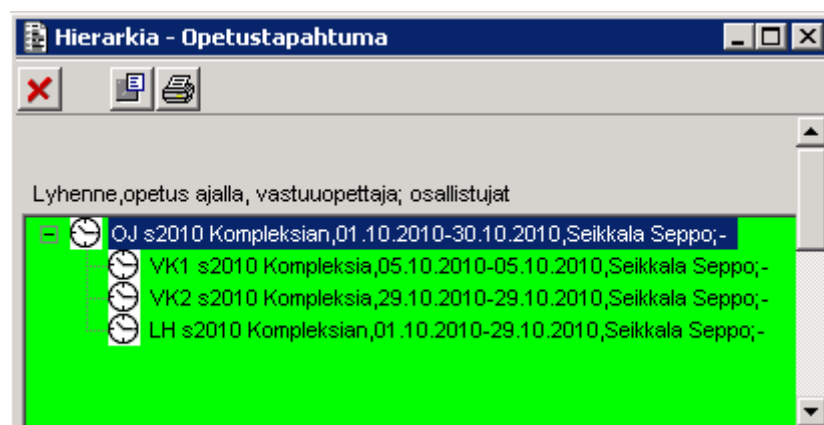 Hierarkia - Opetustapahtuma
Lyhenne,opetus ajalla, vastuuopettaja; osallistujat
OJ s2010 Kompleksian,01.10.2010-30.10.2010,Seikkala Seppo;-
VK1 s2010 Kompleksia,05.10.2010-05.10.2010,Seikkala Seppo;-
VK2 s2010 Kompleksia,29.10.2010-29.10.2010,Seikkala Seppo;-
LH s2010 Kompleksian,01.10.2010-29.10.2010,Seikkala Seppo;-